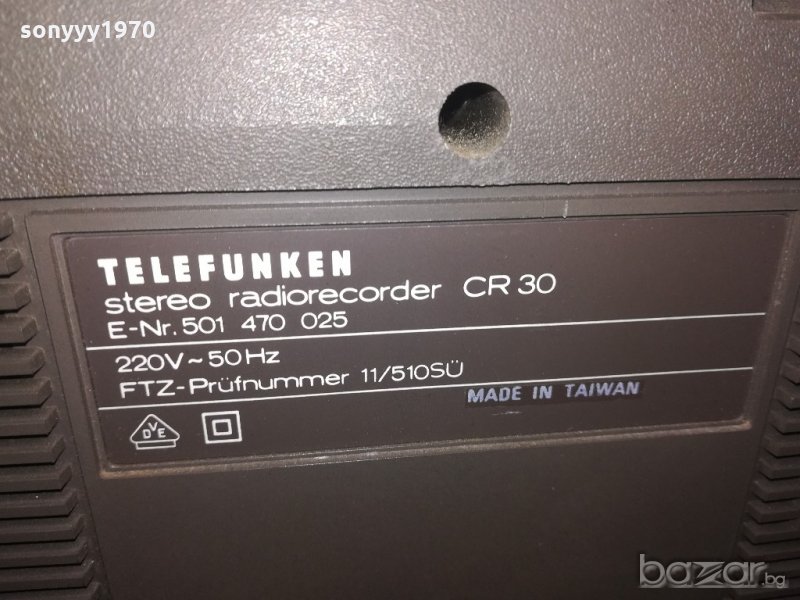 sonyyy1970
TELEFUNKEN
stereo radiorecorder CR 30
E-Nr. 501 470 025
220V~50Hz
FTZ-Prüfnummer 11/510SÜ
MADE IN TAIWAN
DVE
bazar.bg